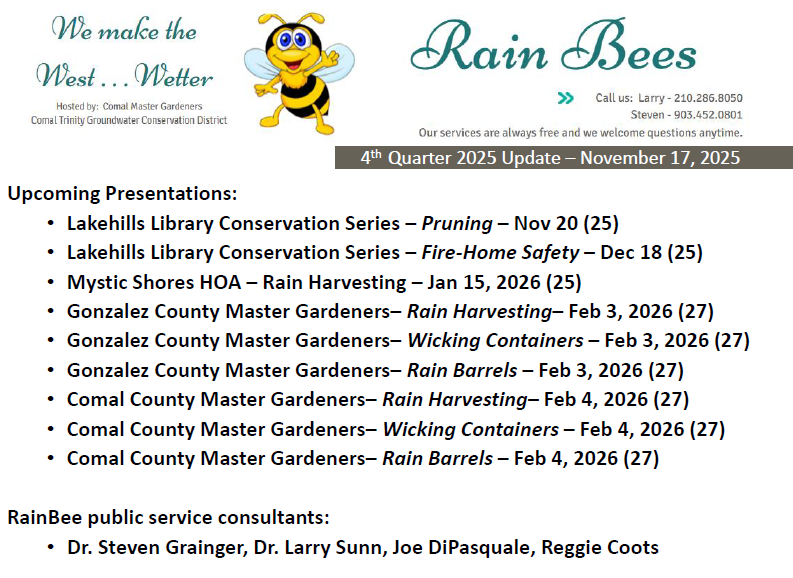 We make the
West . . . Wetter
Hosted by: Comal Master Gardeners
Comal Trinity Groundwater Conservation District
Rain Bees
Call us: Larry - 210.286.8050
Steven - 903.452.0801
Our services are always free and we welcome questions anytime.
4th Quarter 2025 Update – November 17, 2025
Upcoming Presentations:
• Lakehills Library Conservation Series – Pruning – Nov 20 (25)
• Lakehills Library Conservation Series – Fire-Home Safety – Dec 18 (25)
• Mystic Shores HOA – Rain Harvesting – Jan 15, 2026 (25)
• Gonzalez County Master Gardeners– Rain Harvesting– Feb 3, 2026 (27)
• Gonzalez County Master Gardeners– Wicking Containers – Feb 3, 2026 (27)
• Gonzalez County Master Gardeners– Rain Barrels – Feb 3, 2026 (27)
• Comal County Master Gardeners– Rain Harvesting– Feb 4, 2026 (27)
• Comal County Master Gardeners– Wicking Containers – Feb 4, 2026 (27)
• Comal County Master Gardeners– Rain Barrels – Feb 4, 2026 (27)
RainBee public service consultants:
• Dr. Steven Grainger, Dr. Larry Sunn, Joe DiPasquale, Reggie Coots